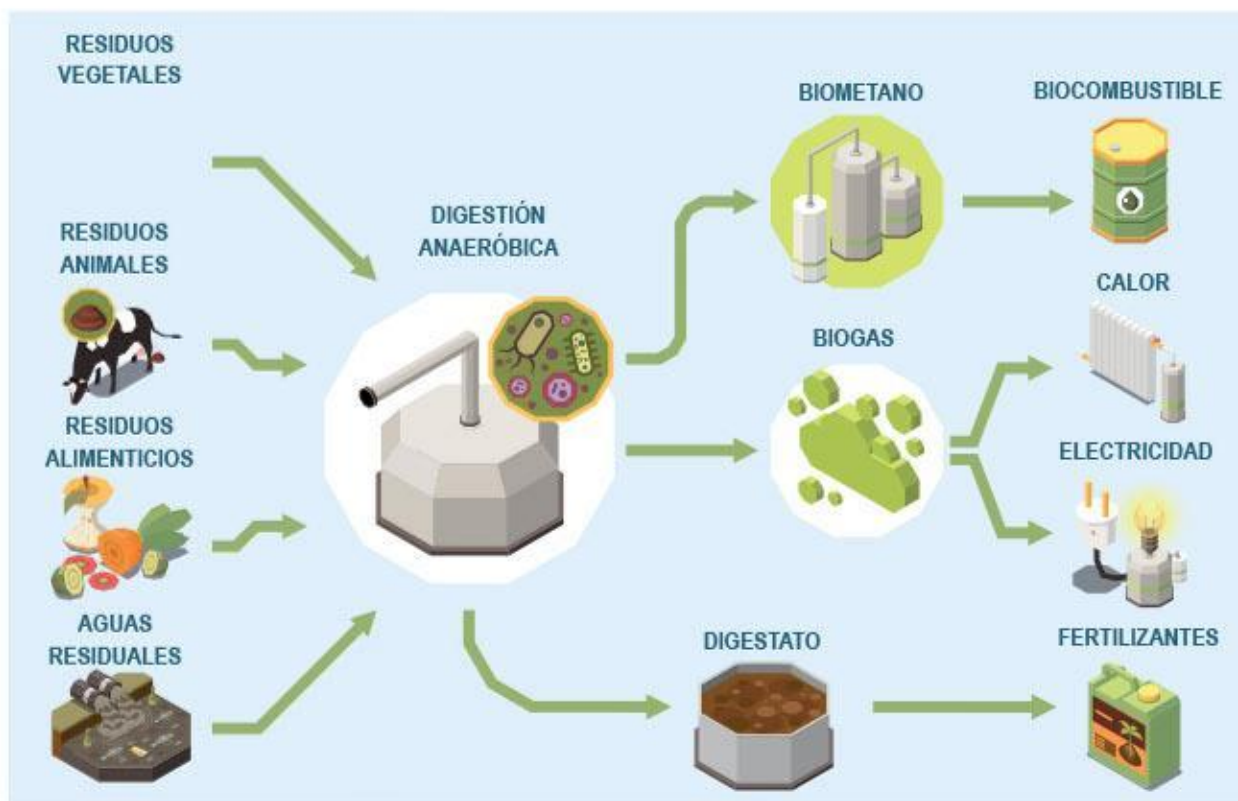 RESIDUOS
VEGETALES
RESIDUOS
ANIMALES
RESIDUOS
ALIMENTICIOS
AGUAS
RESIDUALES
DIGESTIÓN
ANAERÓBICA
BIOMETANO
BIOCOMBUSTIBLE
BIOGAS
CALOR
ELECTRICIDAD
DIGESTATO
FERTILIZANTES